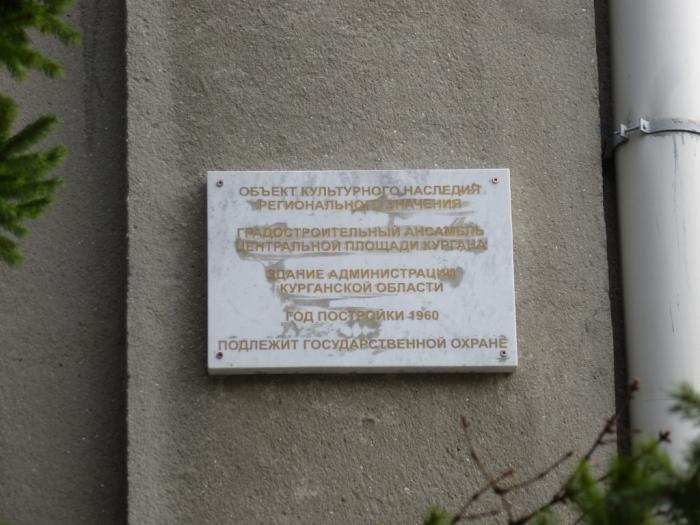 ОБЪЕКТ КУЛЬТУРНОГО НАСЛЕДИЯ
РЕГИОНАЛЬНОГО ЗНАЧЕНИЯ
ГРАДОСТРОИТЕЛЬНЫЙ АНСАМБЛЬ
ЦЕНТРАЛЬНОЙ ПЛОЩАДИ КУРГАНА
ЗДАНИЕ АДМИНИСТРАЦИИ
КУРГАНСКОЙ ОБЛАСТИ
ГОД ПОСТРОЙКИ 1960
ПОДЛЕЖИТ ГОСУДАРСТВЕННОЙ ОХРАНЕ